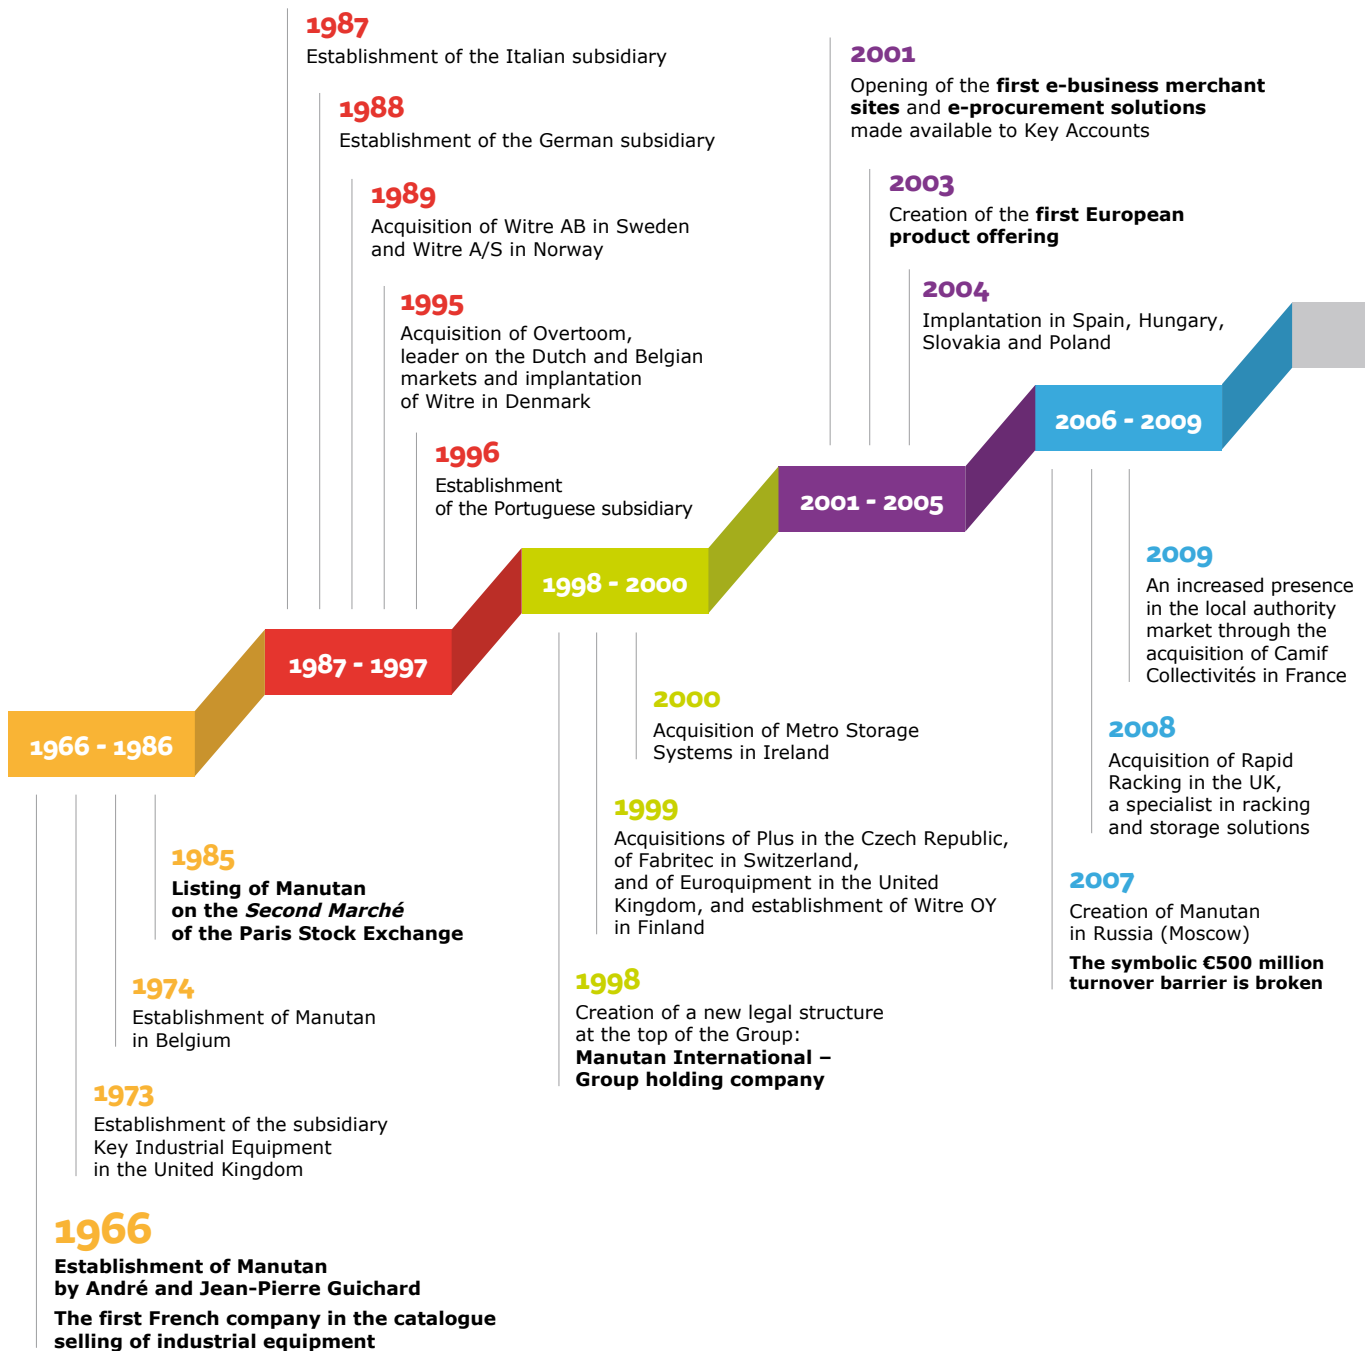 1987
Establishment of the Italian subsidiary
1988
Establishment of the German subsidiary
1989
Acquisition of Witre AB in Sweden
and Witre A/S in Norway
1995
Acquisition of Overtoom,
leader on the Dutch and Belgian
markets and implantation
of Witre in Denmark
1996
Establishment
of the Portuguese subsidiary
2001
Opening of the first e-business merchant
sites and e-procurement solutions
made available to Key Accounts
2003
Creation of the first European
product offering
2004
Implantation in Spain, Hungary,
Slovakia and Poland
1966 - 1986
1987 - 1997
1998 - 2000
2001 - 2005
2006 - 2009
1985
Listing of Manutan
on the Second Marché
of the Paris Stock Exchange
1974
Establishment of Manutan
in Belgium
1973
Establishment of the subsidiary
Key Industrial Equipment
in the United Kingdom
1966
Establishment of Manutan
by André and Jean-Pierre Guichard
The first French company in the catalogue
selling of industrial equipment
2000
Acquisition of Metro Storage
Systems in Ireland
1999
Acquisitions of Plus in the Czech Republic,
of Fabritec in Switzerland,
and of Euroquipment in the United
Kingdom, and establishment of Witre OY
in Finland
1998
Creation of a new legal structure
at the top of the Group:
Manutan International –
Group holding company
2009
An increased presence
in the local authority
market through the
acquisition of Camif
Collectivités in France
2008
Acquisition of Rapid
Racking in the UK,
a specialist in racking
and storage solutions
2007
Creation of Manutan
in Russia (Moscow)
The symbolic €500 million
turnover barrier is broken